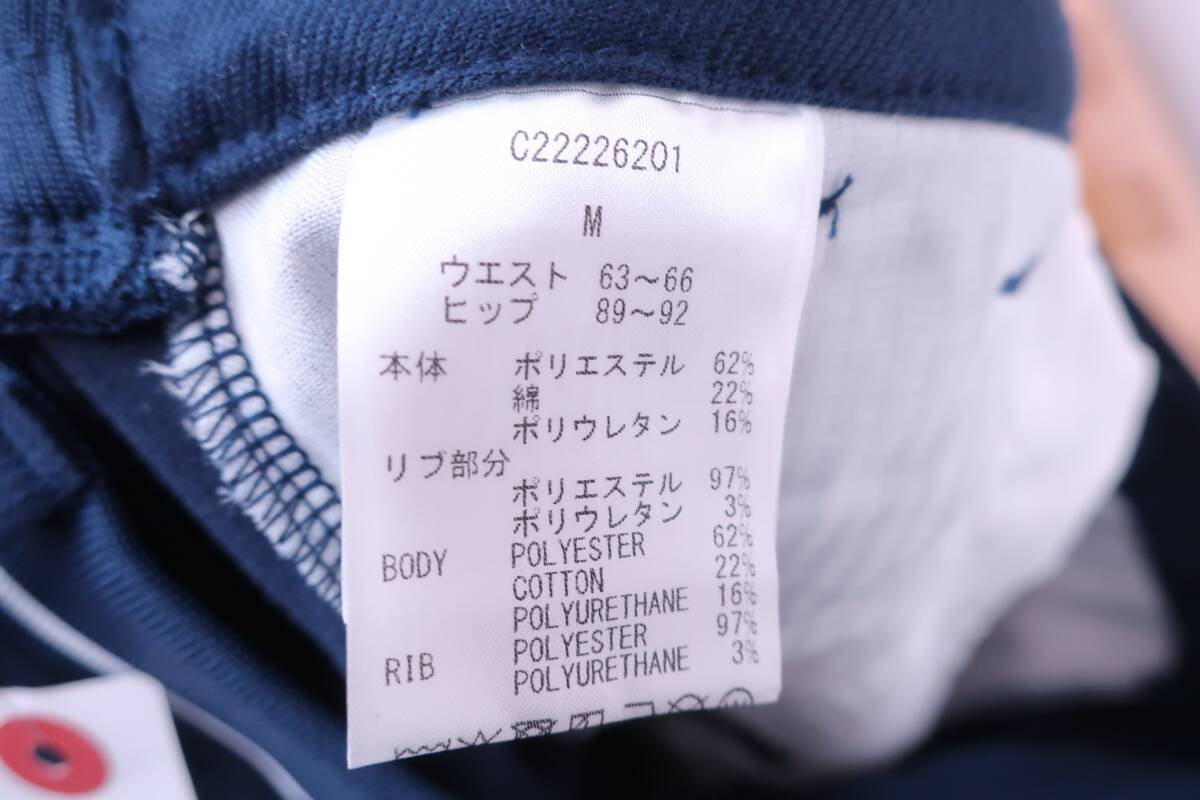 C22226201
M
ウエスト 63～66
ヒップ 89～92
本体 ポリエステル 62%
綿 22%
ポリウレタン 16%
リブ部分
ポリエステル 97%
ポリウレタン 3%
BODY POLYESTER 62%
COTTON 22%
POLYURETHANE 16%
RIB POLYESTER 97%
POLYURETHANE 3%